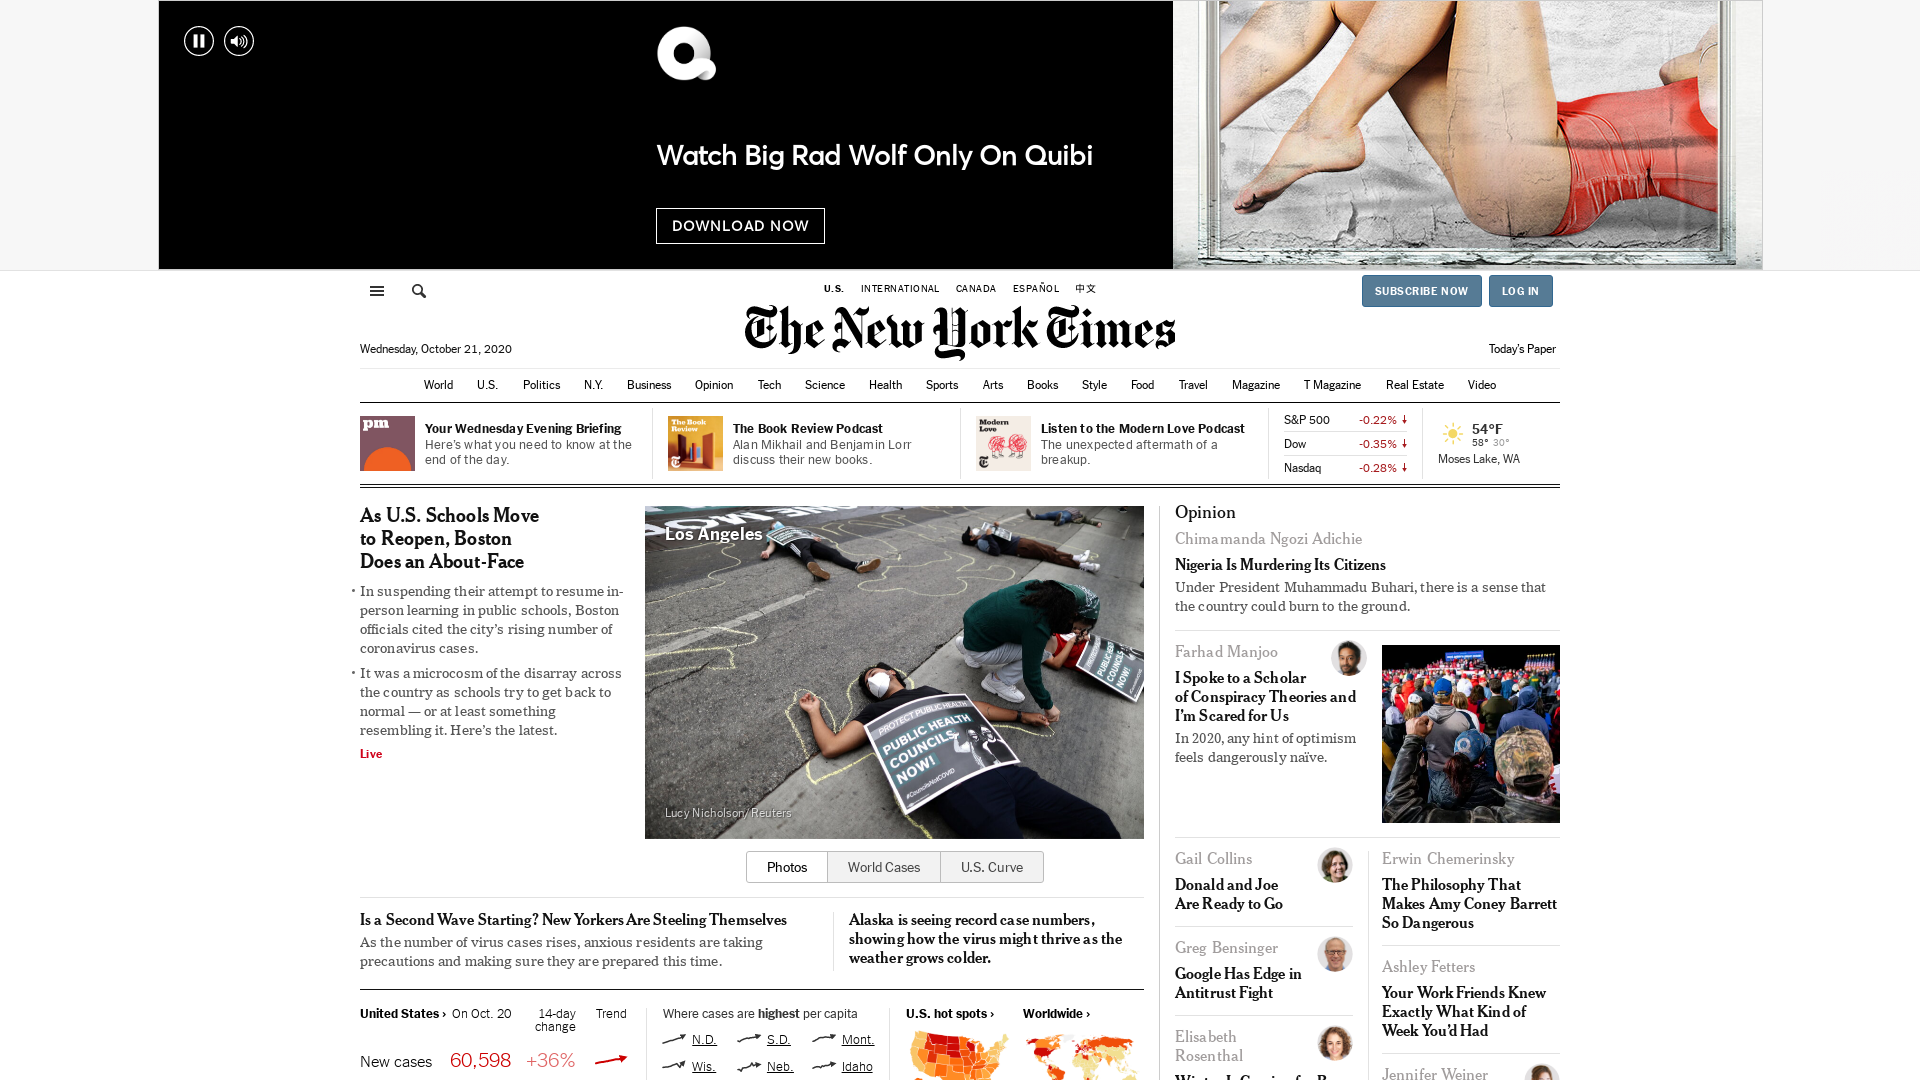 Watch Big Rad Wolf Only On Quibi
DOWNLOAD NOW
U.S. INTERNATIONAL CANADA ESPAÑOL 中文
SUBSCRIBE NOW
LOG IN
The New York Times
Wednesday, October 21, 2020
Today's Paper
World U.S. Politics N.Y. Business Opinion Tech Science Health Sports Arts Books Style Food Travel Magazine T Magazine Real Estate Video
pm
Your Wednesday Evening Briefing
Here's what you need to know at the
end of the day.
The Book
Review
The Book Review Podcast
Alan Mikhail and Benjamin Lorr
discuss their new books.
Modern
Love
Listen to the Modern Love Podcast
The unexpected aftermath of a
breakup.
S&P 500 -0.22%
Dow -0.35%
Nasdaq -0.28%
54°F
58° 30°
Moses Lake, WA
As U.S. Schools Move
to Reopen, Boston
Does an About-Face
In suspending their attempt to resume in-
person learning in public schools, Boston
officials cited the city's rising number of
coronavirus cases.
It was a microcosm of the disarray across
the country as schools try to get back to
normal — or at least something
resembling it. Here's the latest.
Live
Los Angeles
PROTECT PUBLIC HEALTH
PUBLIC HEALTH
COUNCILS
NOW!
#CouncilsNotCOVID
PUBLIC HEALTH
COUNCILS
NOW!
Lucy Nicholson/Reuters
Photos World Cases U.S. Curve
Is a Second Wave Starting? New Yorkers Are Steeling Themselves
As the number of virus cases rises, anxious residents are taking
precautions and making sure they are prepared this time.
Alaska is seeing record case numbers,
showing how the virus might thrive as the
weather grows colder.
United States › On Oct. 20 14-day
change Trend
New cases 60,598 +36%
Where cases are highest per capita
N.D. S.D. Mont.
Wis. Neb. Idaho
U.S. hot spots ›
Worldwide ›
Opinion
Chimamanda Ngozi Adichie
Nigeria Is Murdering Its Citizens
Under President Muhammadu Buhari, there is a sense that
the country could burn to the ground.
Farhad Manjoo
I Spoke to a Scholar
of Conspiracy Theories and
I'm Scared for Us
In 2020, any hint of optimism
feels dangerously naïve.
Gail Collins
Donald and Joe
Are Ready to Go
Greg Bensinger
Google Has Edge in
Antitrust Fight
Elisabeth
Rosenthal
Erwin Chemerinsky
The Philosophy That
Makes Amy Coney Barrett
So Dangerous
Ashley Fetters
Your Work Friends Knew
Exactly What Kind of
Week You'd Had
Jennifer Weiner